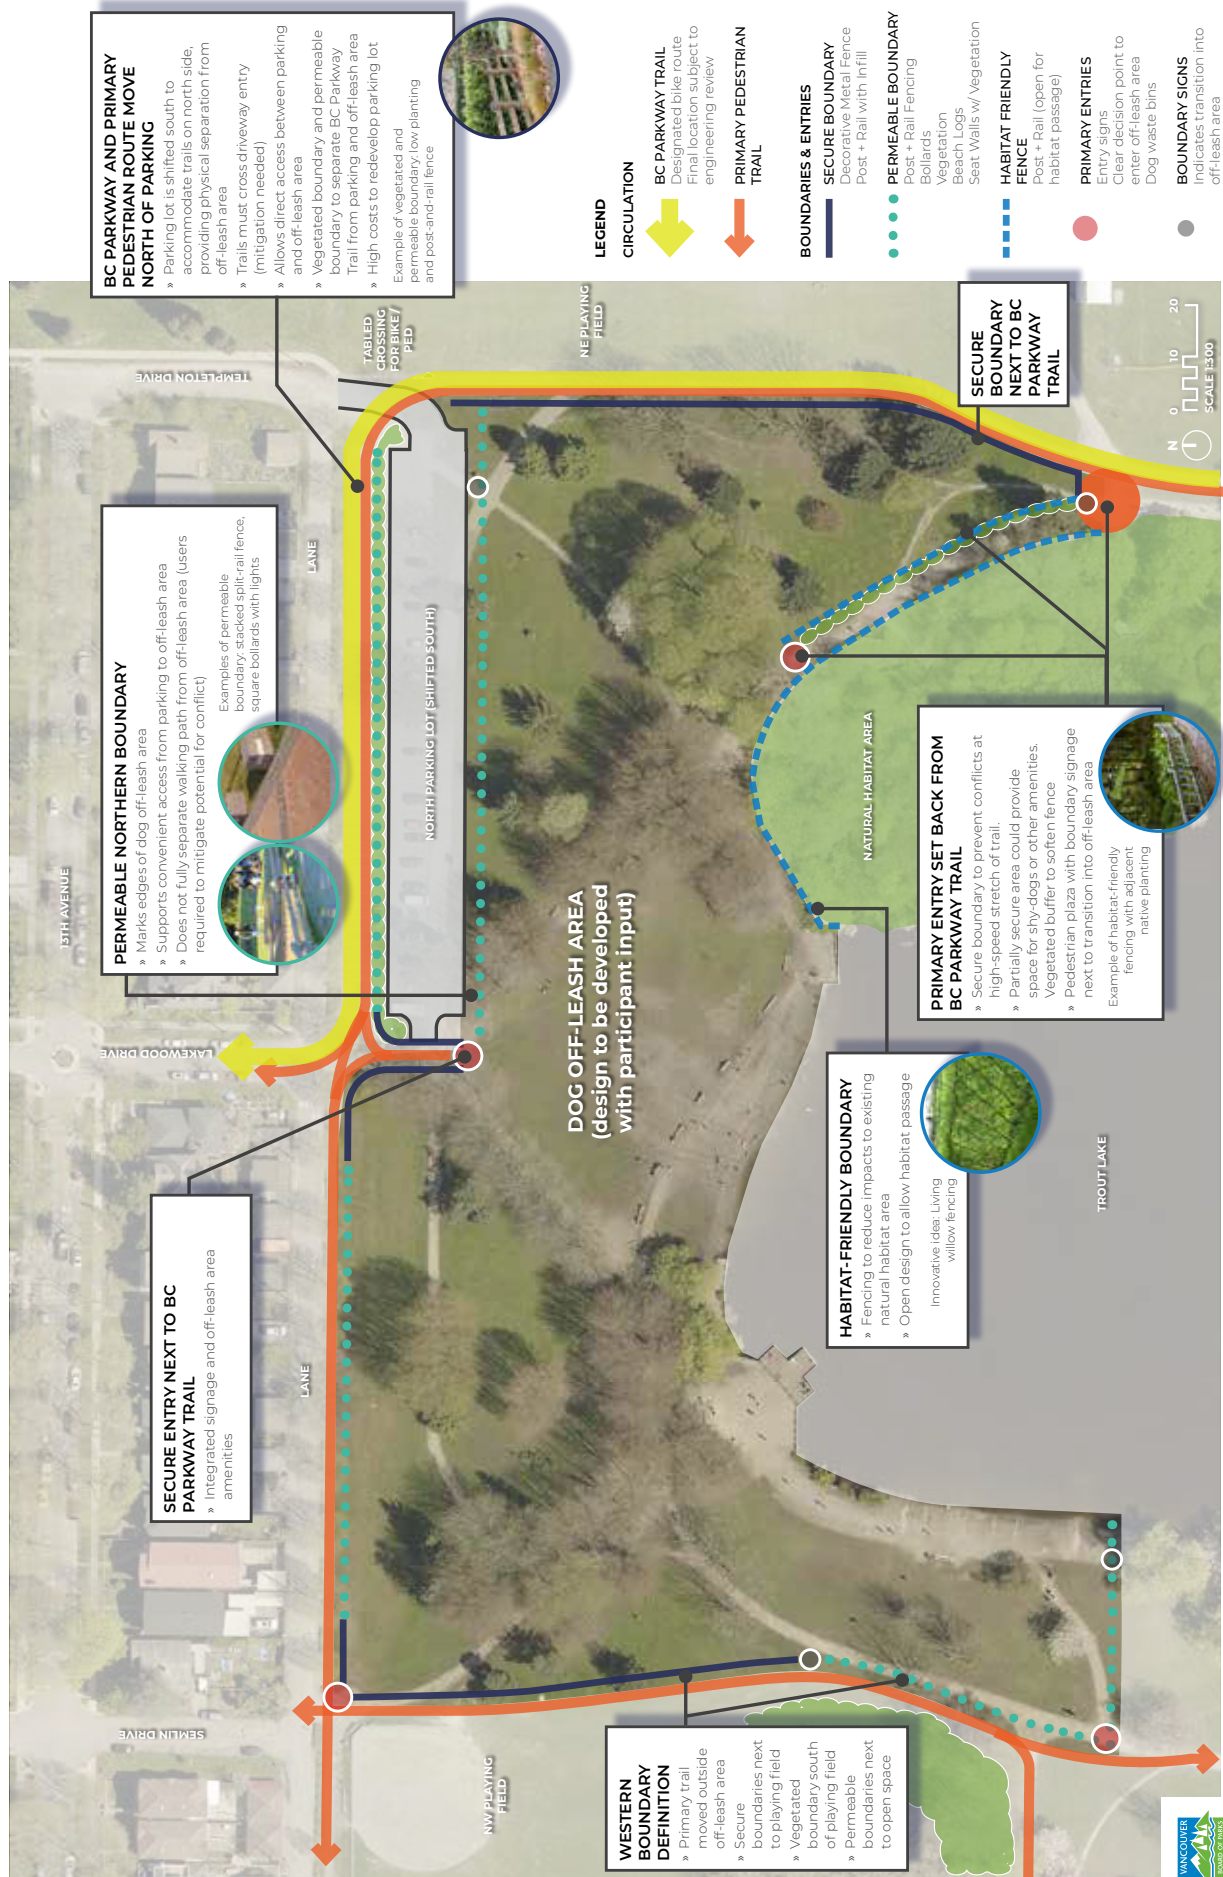 BC PARKWAY AND PRIMARY
PEDESTRIAN ROUTE MOVE
NORTH OF PARKING
» Parking lot is shifted south to
accommodate trails on north side,
providing physical separation from
off-leash area
» Trails must cross driveway entry
(mitigation needed)
» Allows direct access between parking
and off-leash area
» Vegetated boundary and permeable
boundary to separate BC Parkway
Trail from parking and off-leash area
» High costs to redevelop parking lot
Example of vegetated and
permeable boundary: low planting
and post-and-rail fence
PERMEABLE NORTHERN BOUNDARY
» Marks edges of dog off-leash area
» Supports convenient access from parking to off-leash area
» Does not fully separate walking path from off-leash area (users
required to mitigate potential for conflict)
Examples of permeable
boundary: stacked split-rail fence,
square bollards with lights
SECURE ENTRY NEXT TO BC
PARKWAY TRAIL
» Integrated signage and off-leash area
amenities
13TH AVENUE
TEMPLETON DRIVE
LAKEWOOD DRIVE
SEMLIN DRIVE
LANE
LANE
TABLED
CROSSING
FOR BIKE /
PED
NE PLAYING
FIELD
NORTH PARKING LOT (SHIFTED SOUTH)
DOG OFF-LEASH AREA
(design to be developed
with participant input)
NATURAL HABITAT AREA
TROUT LAKE
NW PLAYING
FIELD
WESTERN
BOUNDARY
DEFINITION
» Primary trail
moved outside
off-leash area
» Secure
boundaries next
to playing field
» Vegetated
boundary south
of playing field
» Permeable
boundaries next
to open space
HABITAT-FRIENDLY BOUNDARY
» Fencing to reduce impacts to existing
natural habitat area
» Open design to allow habitat passage
Innovative idea: Living
willow fencing
PRIMARY ENTRY SET BACK FROM
BC PARKWAY TRAIL
» Secure boundary to prevent conflicts at
high-speed stretch of trail.
» Partially secure area could provide
space for shy-dogs or other amenities.
Vegetated buffer to soften fence
» Pedestrian plaza with boundary signage
next to transition into off-leash area
Example of habitat-friendly
fencing with adjacent
native planting
SECURE
BOUNDARY
NEXT TO BC
PARKWAY
TRAIL
N
0 10 20
SCALE 1:300
LEGEND
CIRCULATION
BC PARKWAY TRAIL
Designated bike route
Final location subject to
engineering review
PRIMARY PEDESTRIAN
TRAIL
BOUNDARIES & ENTRIES
SECURE BOUNDARY
Decorative Metal Fence
Post + Rail with Infill
PERMEABLE BOUNDARY
Post + Rail Fencing
Bollards
Vegetation
Beach Logs
Seat Walls w/ Vegetation
HABITAT FRIENDLY
FENCE
Post + Rail (open for
habitat passage)
PRIMARY ENTRIES
Entry signs
Clear decision point to
enter off-leash area
Dog waste bins
BOUNDARY SIGNS
Indicates transition into
off-leash area
VANCOUVER
BOARD OF PARKS